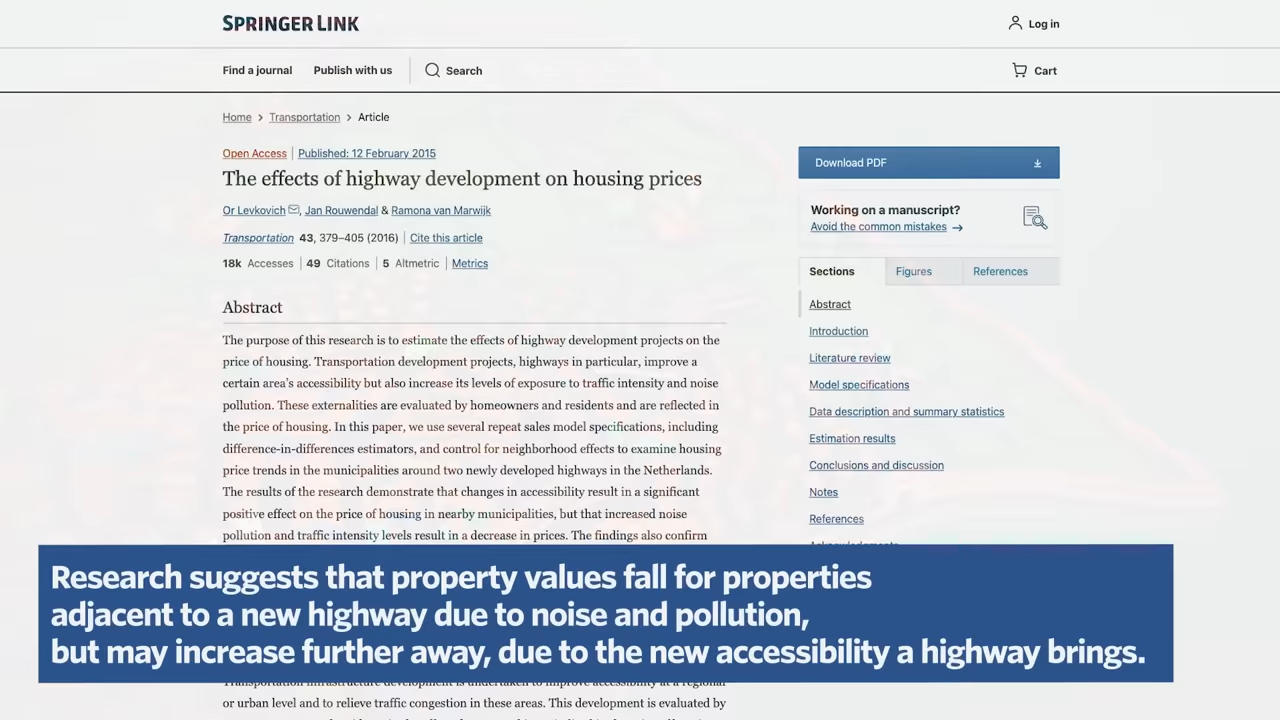 SPRINGER LINK
Log in
Find a journal Publish with us Search
Cart
Home > Transportation > Article
Open Access | Published: 12 February 2015
The effects of highway development on housing prices
Or Levkovich, Jan Rouwendal & Ramona van Marwijk
Transportation 43, 379–405 (2016) | Cite this article
18k Accesses | 49 Citations | 5 Altmetric | Metrics
Abstract
The purpose of this research is to estimate the effects of highway development projects on the
price of housing. Transportation development projects, highways in particular, improve a
certain area's accessibility but also increase its levels of exposure to traffic intensity and noise
pollution. These externalities are evaluated by homeowners and residents and are reflected in
the price of housing. In this paper, we use several repeat sales model specifications, including
difference-in-differences estimators, and control for neighborhood effects to examine housing
price trends in the municipalities around two newly developed highways in the Netherlands.
The results of the research demonstrate that changes in accessibility result in a significant
positive effect on the price of housing in nearby municipalities, but that increased noise
pollution and traffic intensity levels result in a decrease in prices. The findings also confirm
Download PDF
Working on a manuscript?
Avoid the common mistakes →
Sections Figures References
Abstract
Introduction
Literature review
Model specifications
Data description and summary statistics
Estimation results
Conclusions and discussion
Notes
References
Research suggests that property values fall for properties
adjacent to a new highway due to noise and pollution,
but may increase further away, due to the new accessibility a highway brings.
Transportation infrastructure development is undertaken to improve accessibility at a regional
or urban level and to relieve traffic congestion in these areas. This development is evaluated by